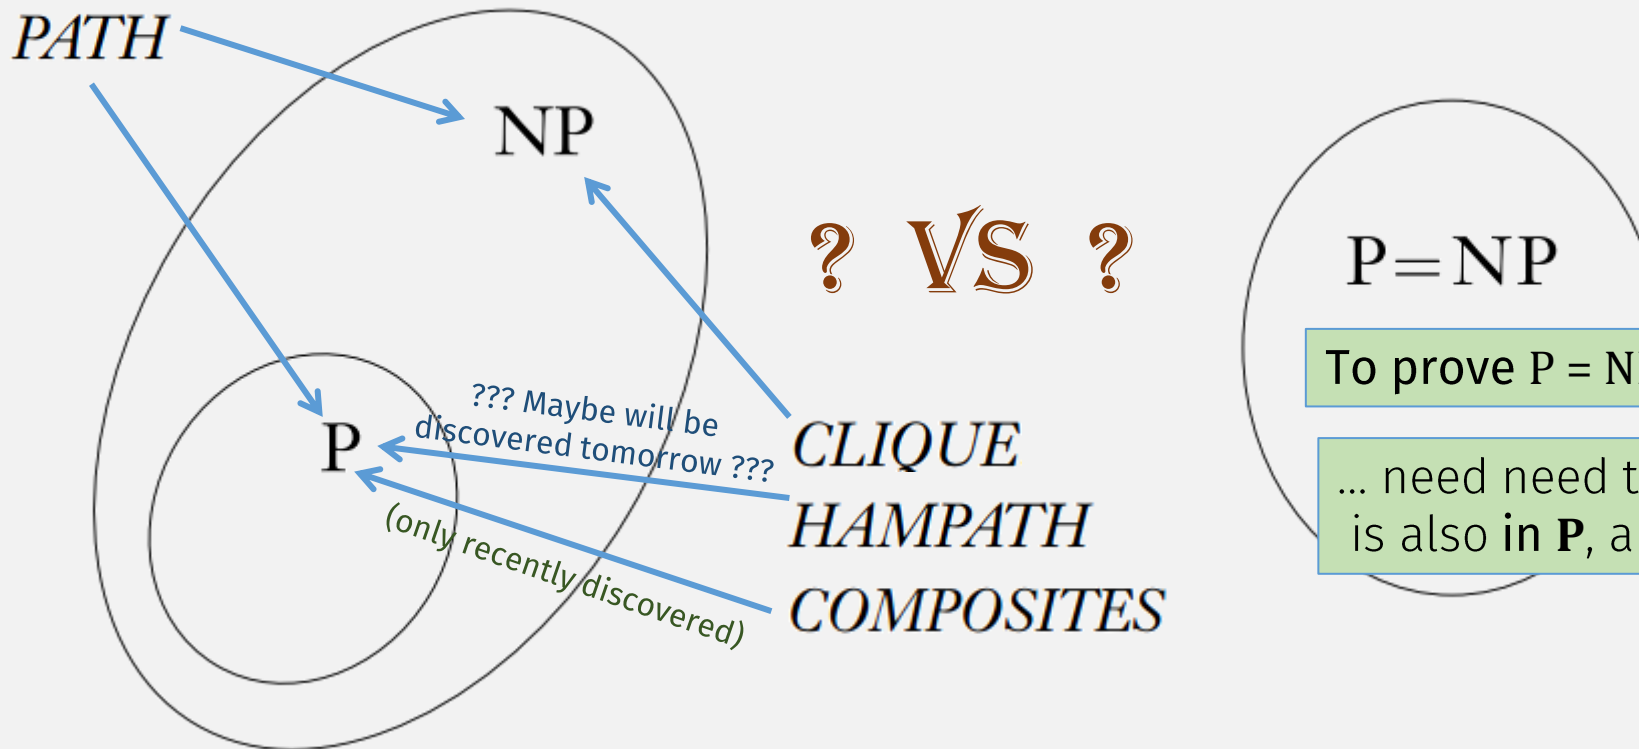 PATH
NP
? VS ?
P=NP
To prove P = N
??? Maybe will be
discovered tomorrow ???
P
CLIQUE
... need need t
is also in P, a
HAMPATH
(only recently discovered)
COMPOSITES